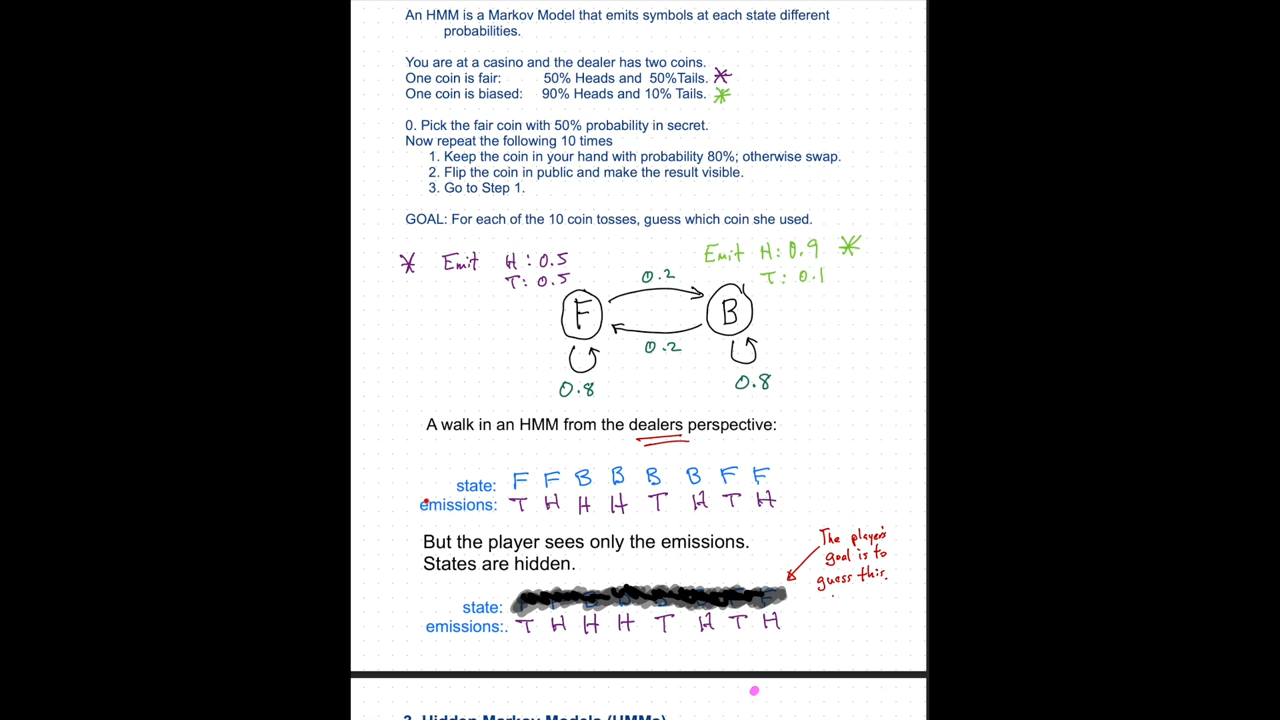 An HMM is a Markov Model that emits symbols at each state different
probabilities.
You are at a casino and the dealer has two coins.
One coin is fair: 50% Heads and 50%Tails. *
One coin is biased: 90% Heads and 10% Tails. *
0. Pick the fair coin with 50% probability in secret.
Now repeat the following 10 times
1. Keep the coin in your hand with probability 80%; otherwise swap.
2. Flip the coin in public and make the result visible.
3. Go to Step 1.
GOAL: For each of the 10 coin tosses, guess which coin she used.
* Emit H: 0.5
T: 0.5
Emit H: 0.9 *
T: 0.1
0.2
F B
0.2
0.8 0.8
A walk in an HMM from the dealers perspective:
state: F F B B B B F F
emissions: T H H H T H T H
But the player sees only the emissions.
States are hidden.
The player's
goal is to
guess this.
state:
emissions:. T H H H T H T H
3. Hidden Markov Models (HMMs)